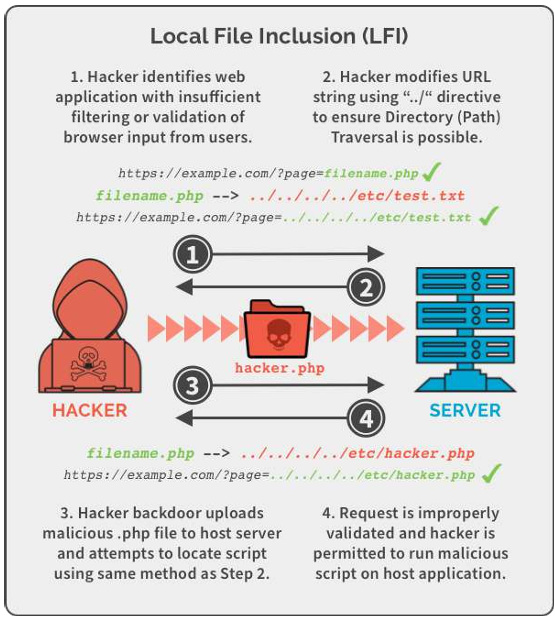 Local File Inclusion (LFI)
1. Hacker identifies web
application with insufficient
filtering or validation of
browser input from users.
2. Hacker modifies URL
string using “../“ directive
to ensure Directory (Path)
Traversal is possible.
https://example.com/?page=filename.php
filename.php --> ../../../../etc/test.txt
https://example.com/?page=../../../../etc/test.txt
1
2
hacker.php
3
4
HACKER
SERVER
filename.php --> ../../../../etc/hacker.php
https://example.com/?page=../../../../etc/hacker.php
3. Hacker backdoor uploads
malicious .php file to host server
and attempts to locate script
using same method as Step 2.
4. Request is improperly
validated and hacker is
permitted to run malicious
script on host application.